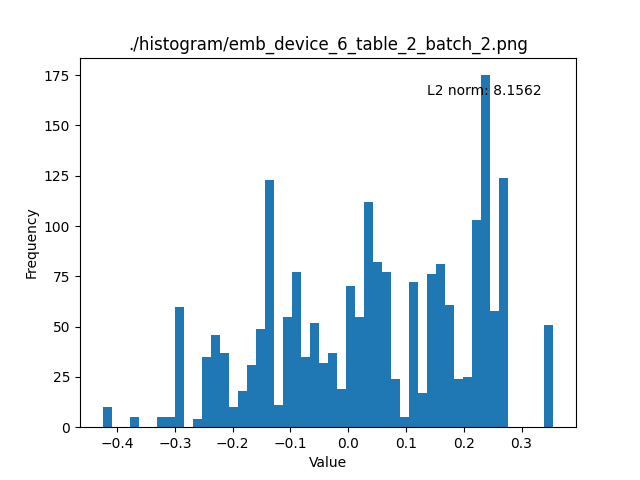 ./histogram/emb_device_6_table_2_batch_2.png
L2 norm: 8.1562
175
150
125
100
75
50
25
0
Frequency
−0.4 −0.3 −0.2 −0.1 0.0 0.1 0.2 0.3
Value